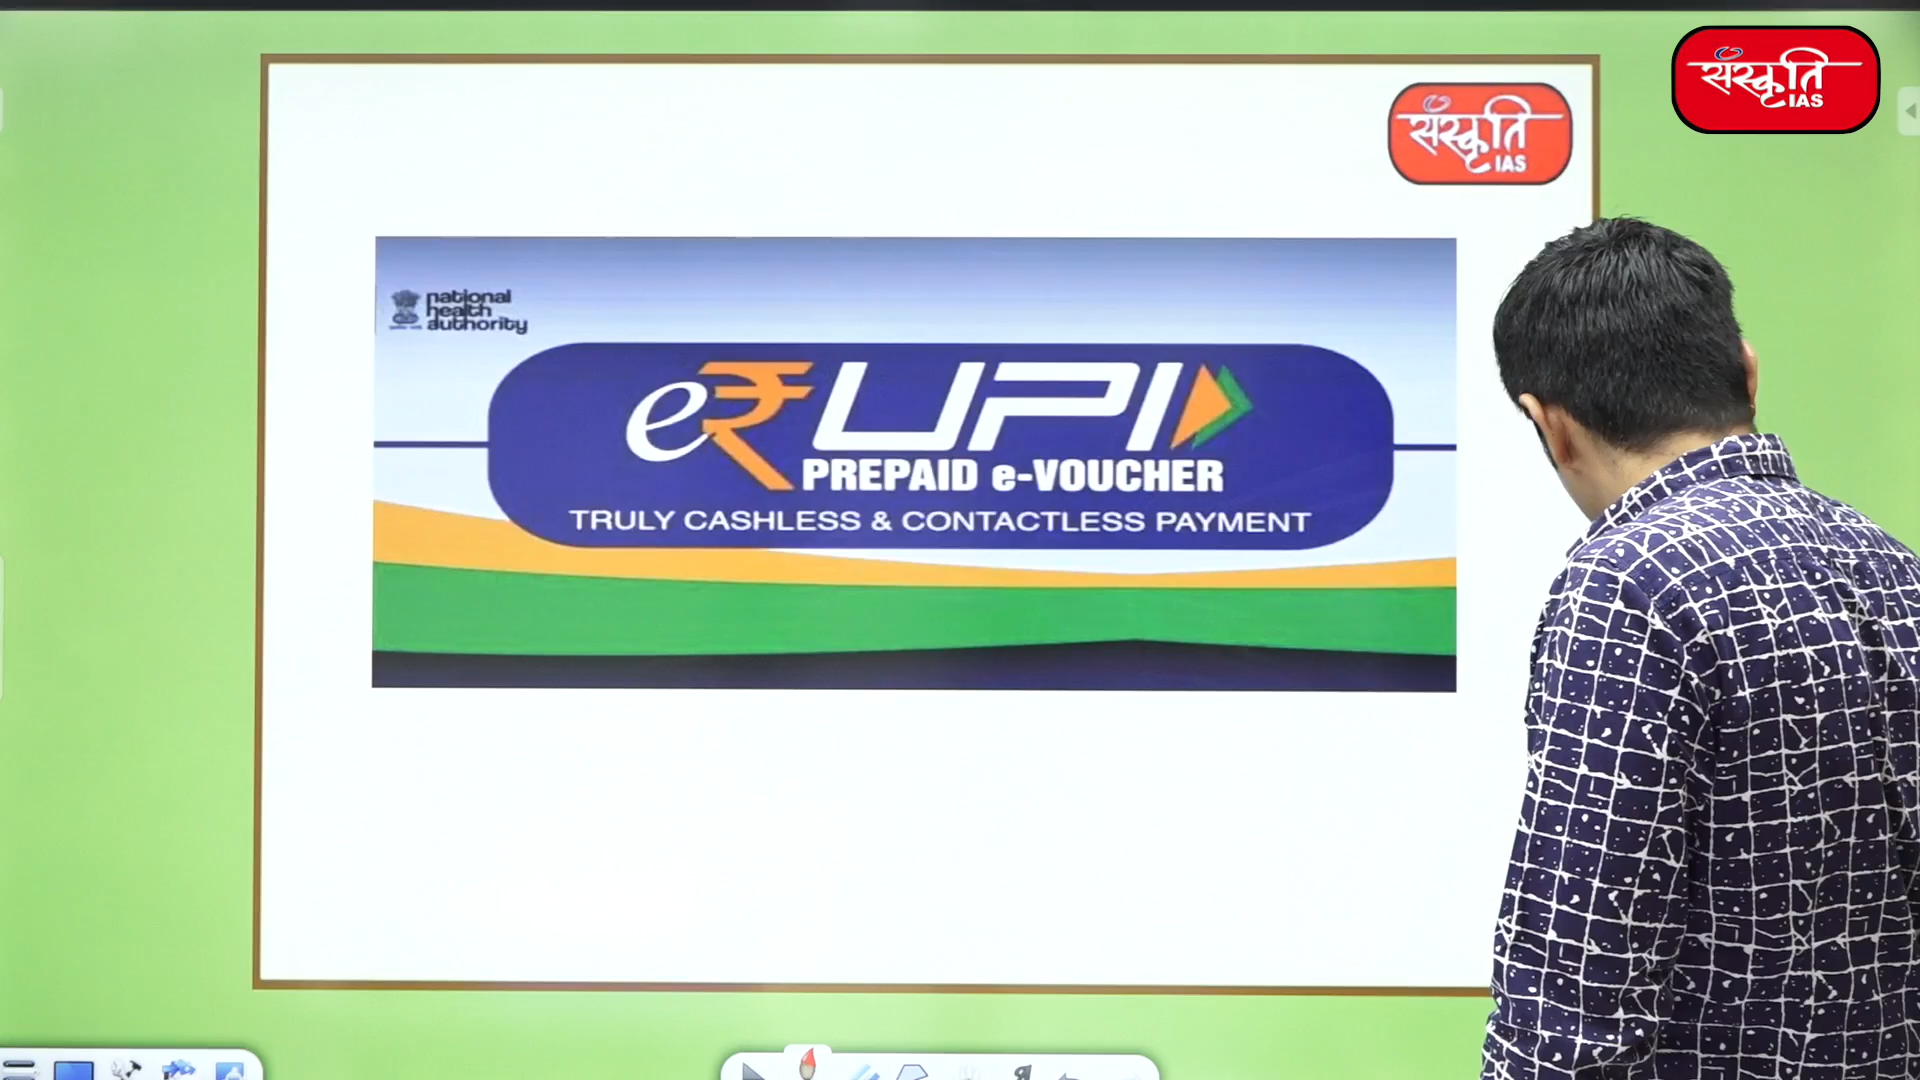 संस्कृति
IAS
संस्कृति
IAS
national
health
authority
e₹UPI
PREPAID e-VOUCHER
TRULY CASHLESS & CONTACTLESS PAYMENT